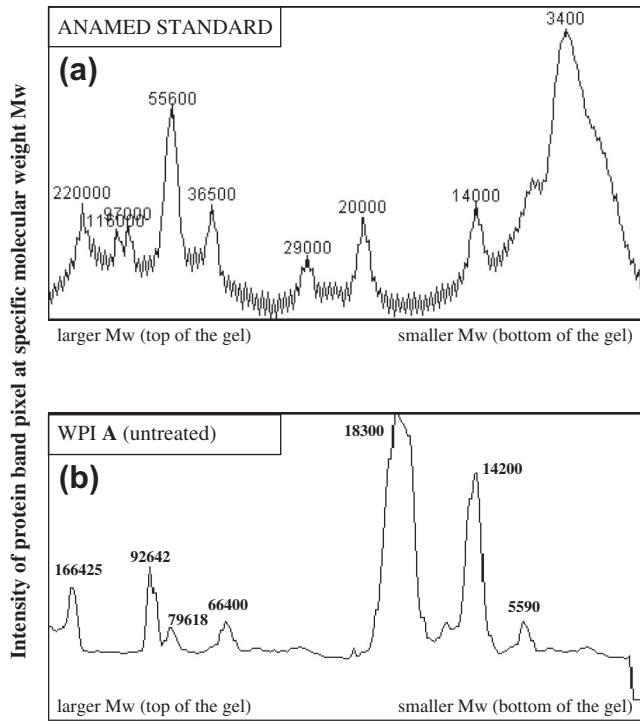 Intensity of protein band pixel at specific molecular weight Mw
ANAMED STANDARD
(a)
3400
55600
220000
116000
97000
36500
29000
20000
14000
larger Mw (top of the gel)
smaller Mw (bottom of the gel)
WPI A (untreated)
(b)
18300
14200
166425
92642
79618
66400
5590
larger Mw (top of the gel)
smaller Mw (bottom of the gel)